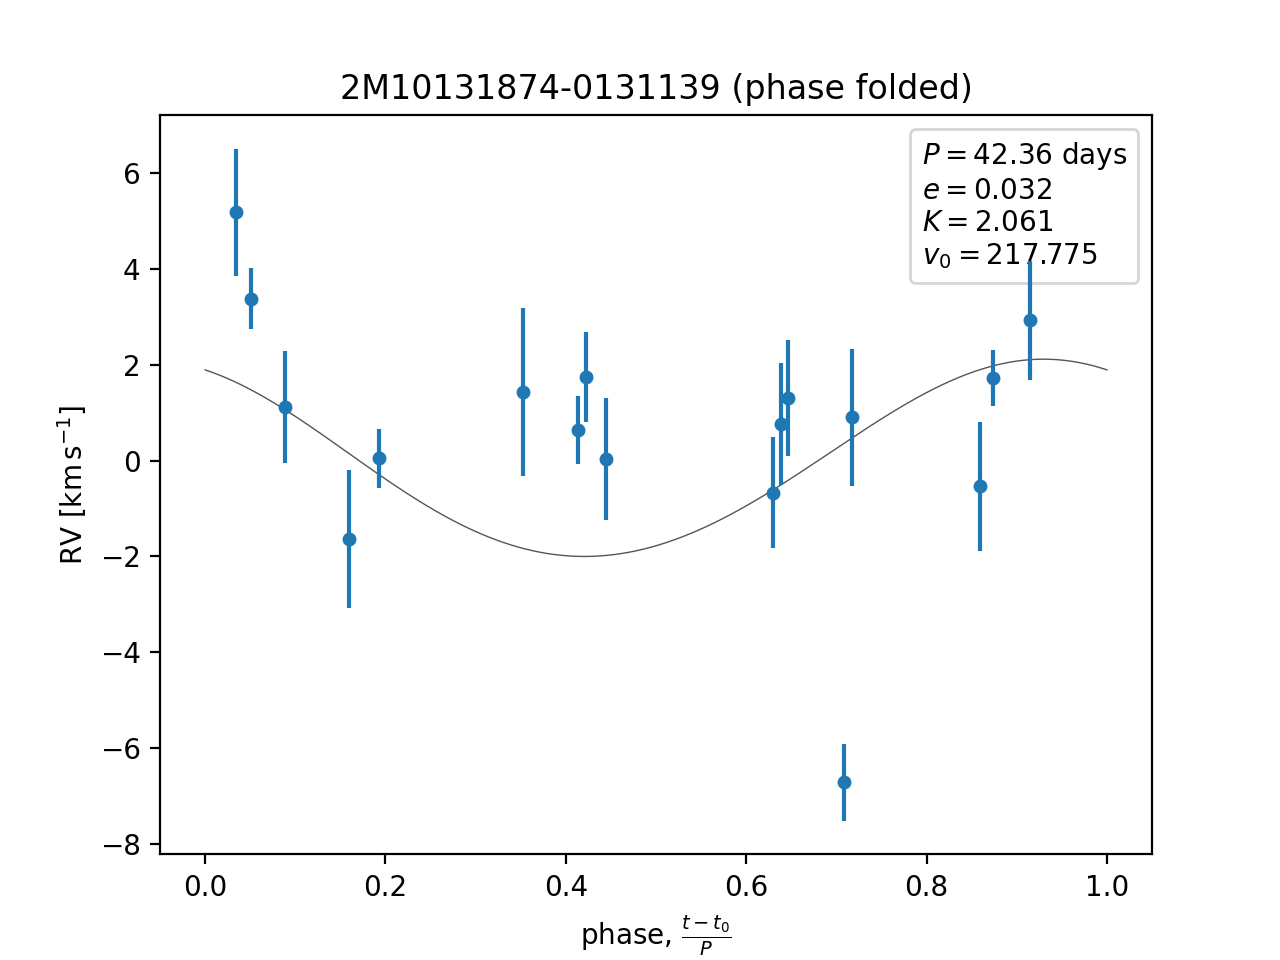 2M10131874-0131139 (phase folded)
P = 42.36 days
e = 0.032
K = 2.061
v₀ = 217.775
6
4
2
0
−2
−4
−6
−8
RV [km s⁻¹]
0.0 0.2 0.4 0.6 0.8 1.0
phase, (t − t₀)/P